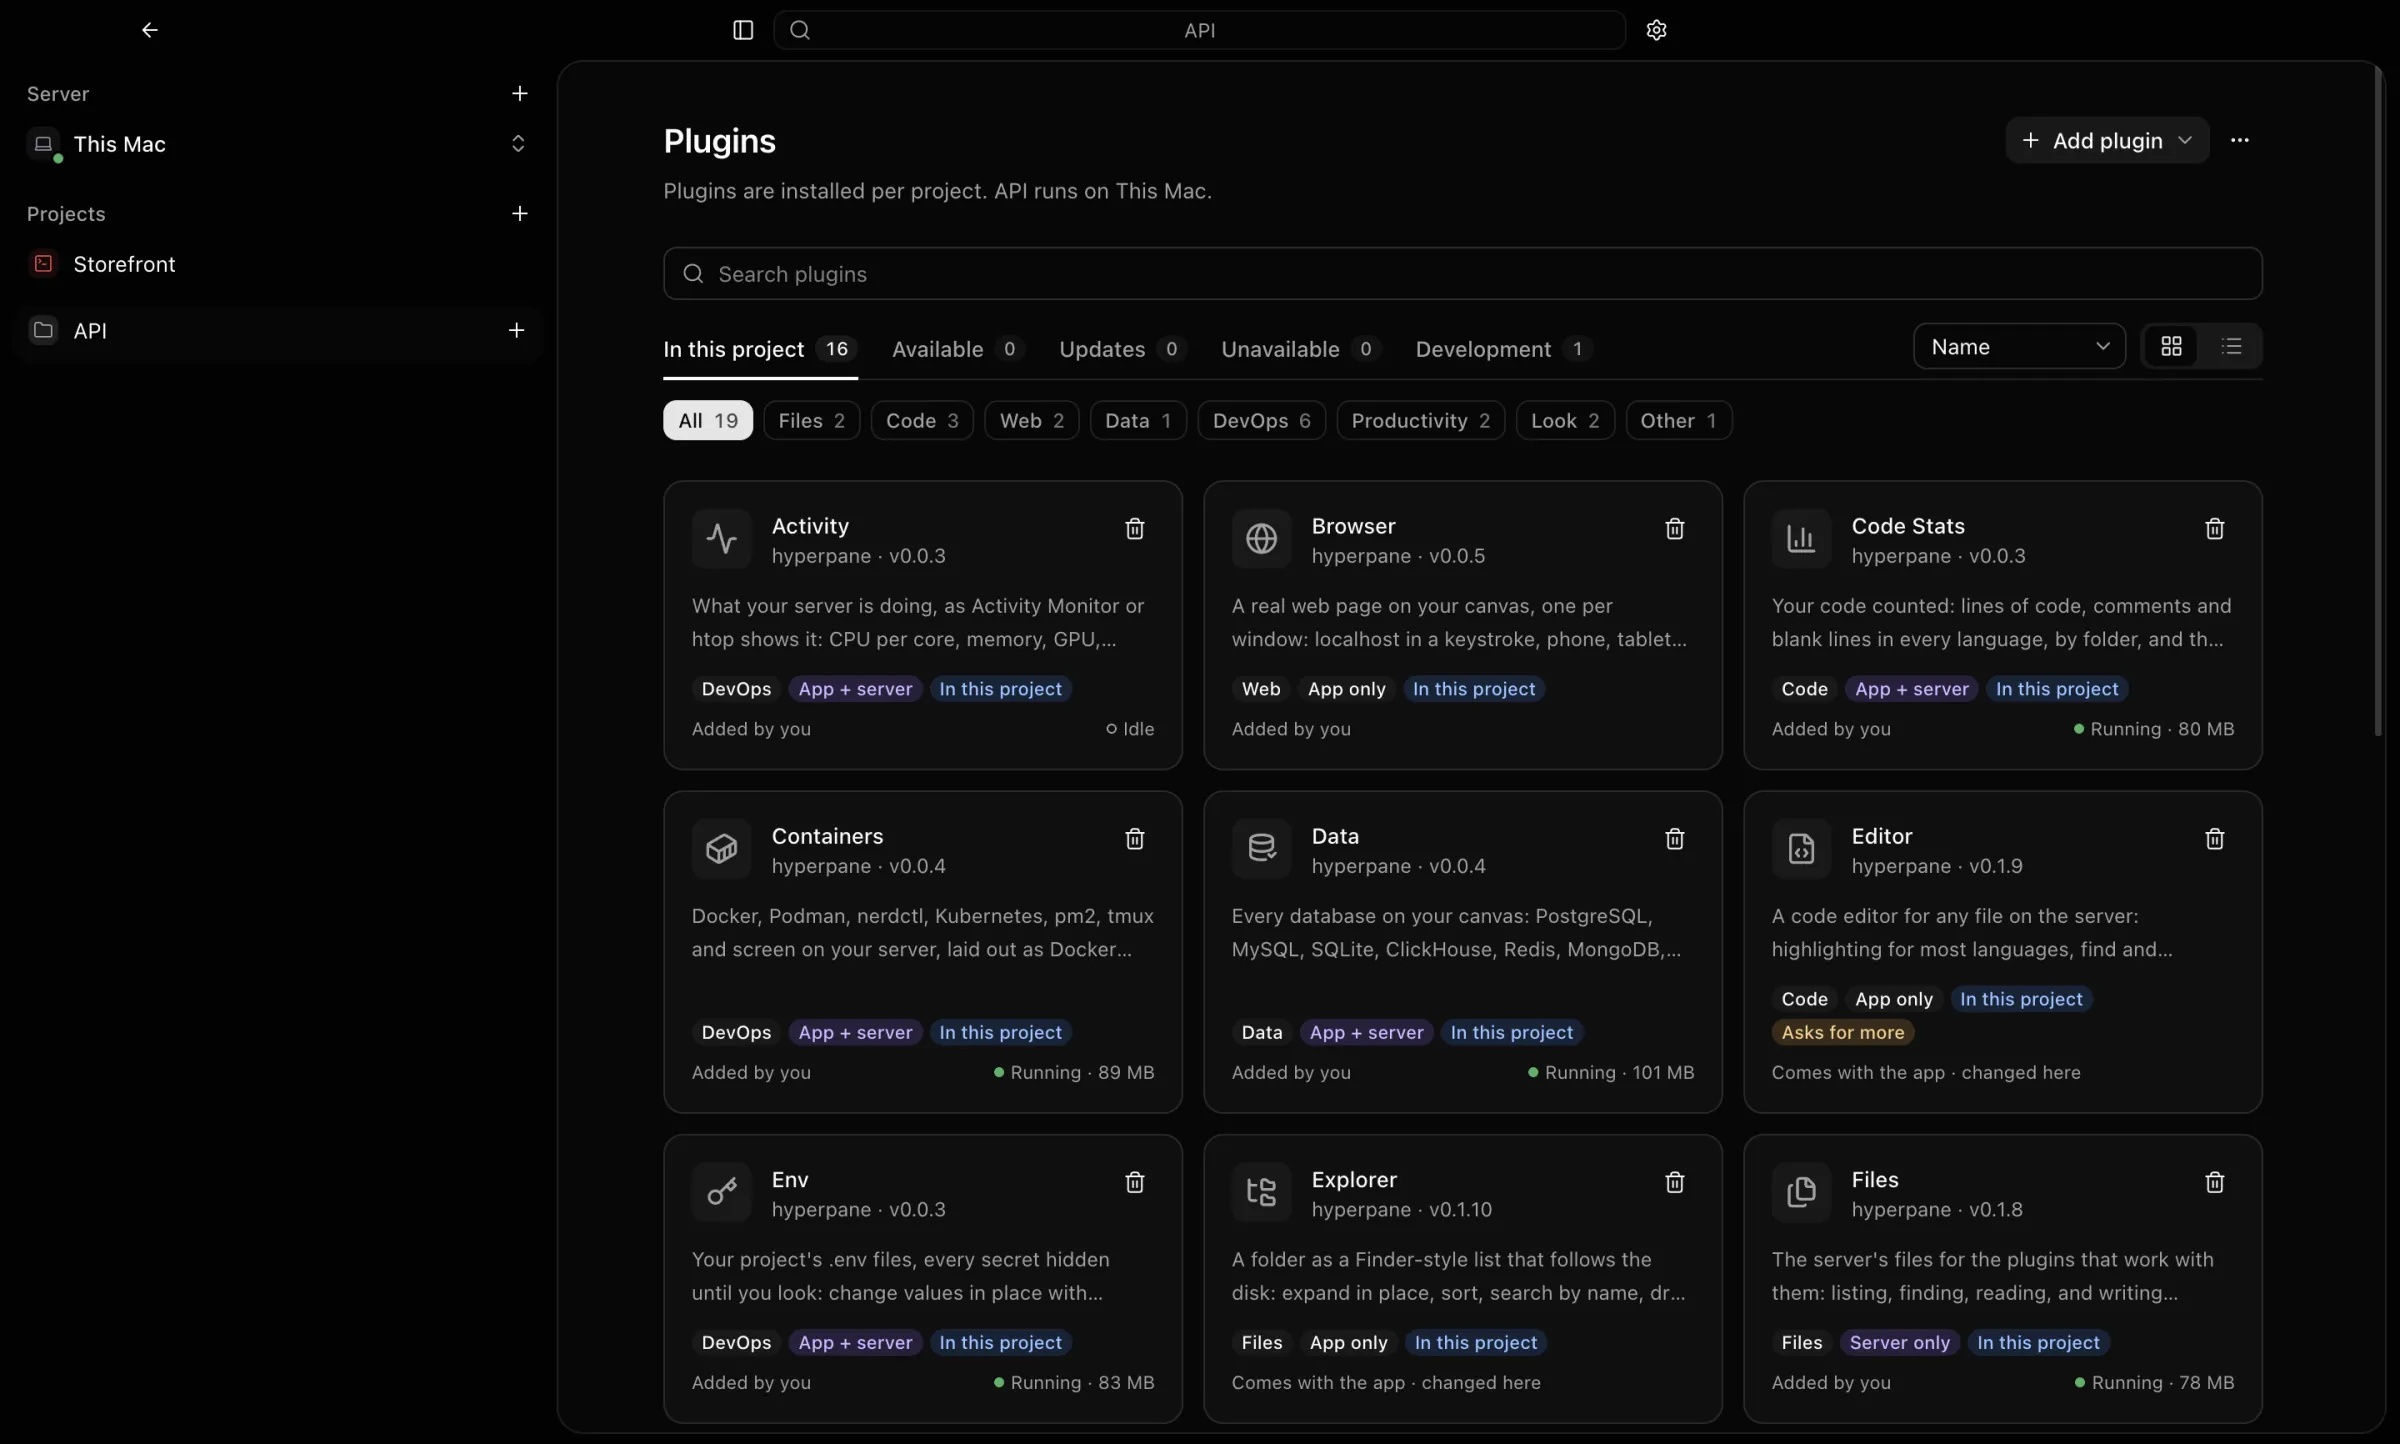 API
Server
This Mac
Projects
Storefront
API
Plugins
Add plugin
Plugins are installed per project. API runs on This Mac.
Search plugins
In this project 16 Available 0 Updates 0 Unavailable 0 Development 1
Name
All 19 Files 2 Code 3 Web 2 Data 1 DevOps 6 Productivity 2 Look 2 Other 1
Activity
hyperpane · v0.0.3
What your server is doing, as Activity Monitor or
htop shows it: CPU per core, memory, GPU,...
DevOps App + server In this project
Added by you Idle
Browser
hyperpane · v0.0.5
A real web page on your canvas, one per
window: localhost in a keystroke, phone, tablet...
Web App only In this project
Added by you
Code Stats
hyperpane · v0.0.3
Your code counted: lines of code, comments and
blank lines in every language, by folder, and th...
Code App + server In this project
Added by you Running · 80 MB
Containers
hyperpane · v0.0.4
Docker, Podman, nerdctl, Kubernetes, pm2, tmux
and screen on your server, laid out as Docker...
DevOps App + server In this project
Added by you Running · 89 MB
Data
hyperpane · v0.0.4
Every database on your canvas: PostgreSQL,
MySQL, SQLite, ClickHouse, Redis, MongoDB,...
Data App + server In this project
Added by you Running · 101 MB
Editor
hyperpane · v0.1.9
A code editor for any file on the server:
highlighting for most languages, find and...
Code App only In this project
Asks for more
Comes with the app · changed here
Env
hyperpane · v0.0.3
Your project's .env files, every secret hidden
until you look: change values in place with...
DevOps App + server In this project
Added by you Running · 83 MB
Explorer
hyperpane · v0.1.10
A folder as a Finder-style list that follows the
disk: expand in place, sort, search by name, dr...
Files App only In this project
Comes with the app · changed here
Files
hyperpane · v0.1.8
The server's files for the plugins that work with
them: listing, finding, reading, and writing...
Files Server only In this project
Added by you Running · 78 MB